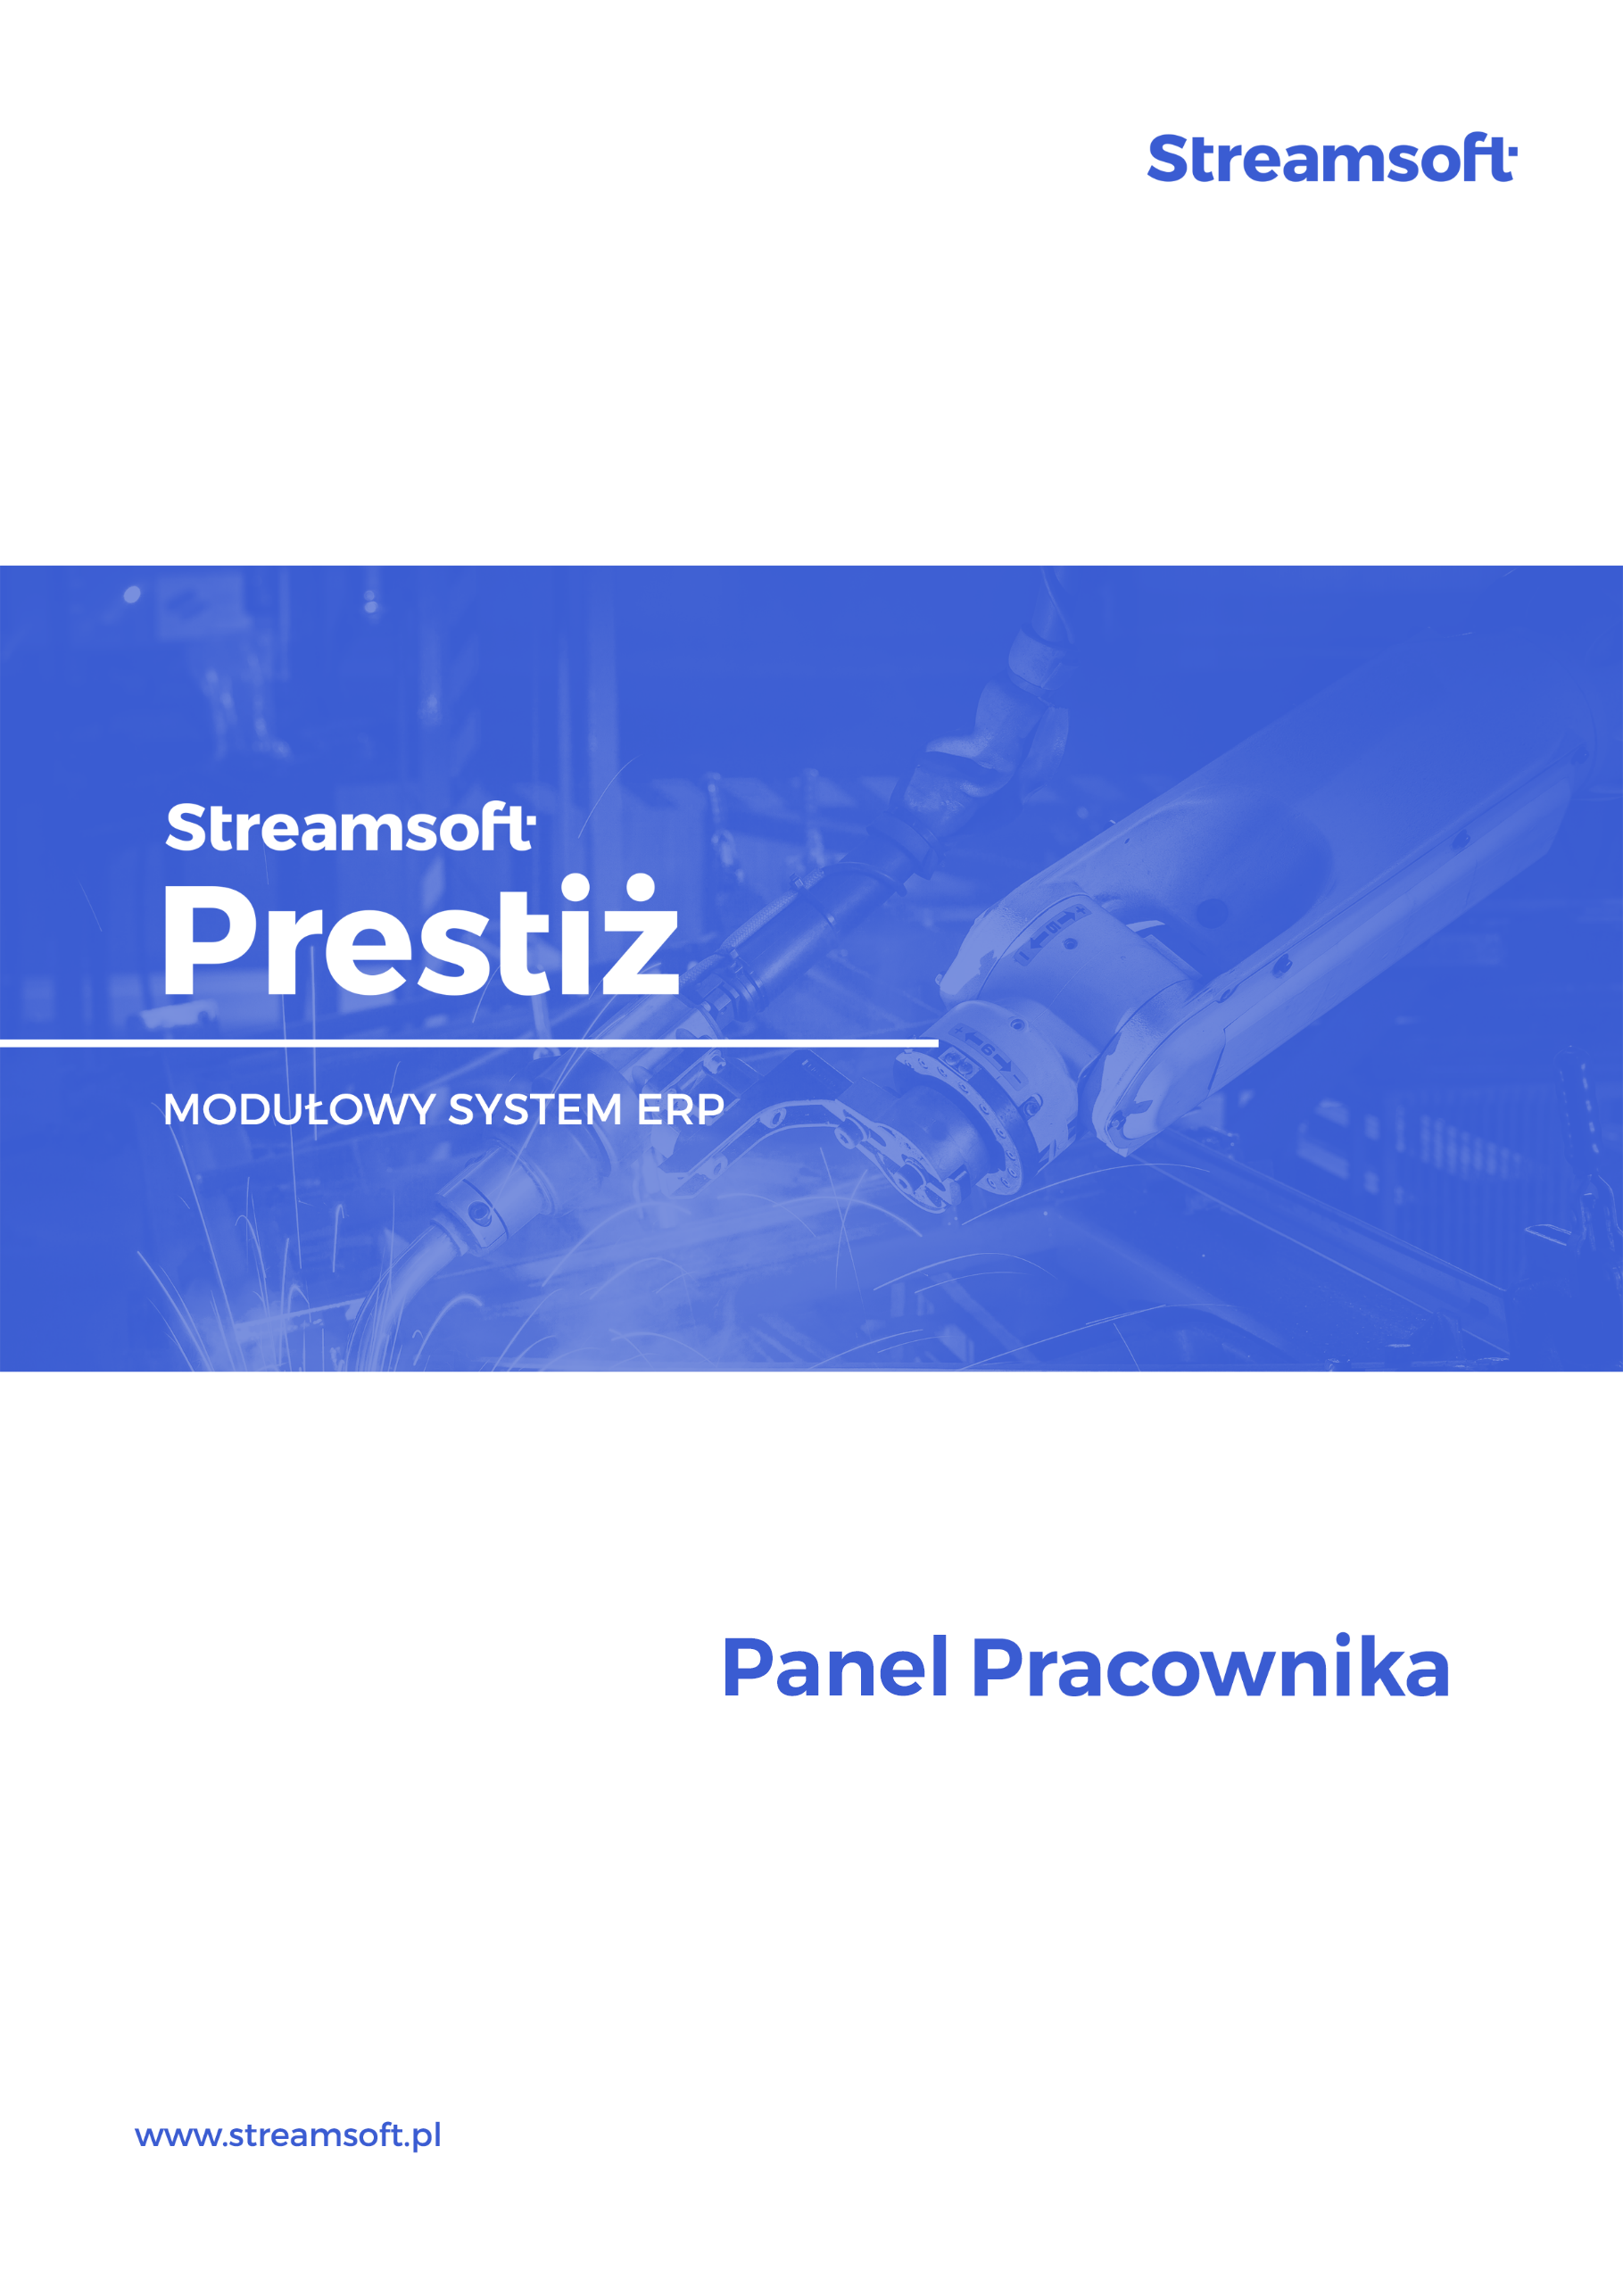 Streamsoft
Streamsoft
Prestiż
MODUŁOWY SYSTEM ERP
Panel Pracownika
www.streamsoft.pl